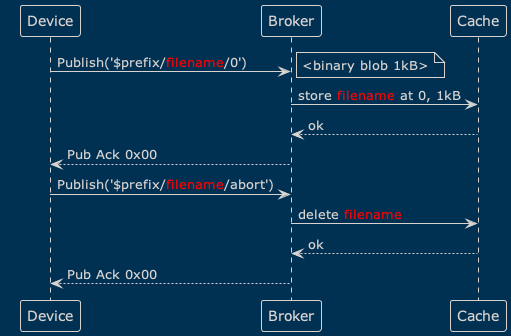 Device Broker Cache
Publish('$prefix/filename/0')
<binary blob 1kB>
store filename at 0, 1kB
ok
Pub Ack 0x00
Publish('$prefix/filename/abort')
delete filename
ok
Pub Ack 0x00
Device Broker Cache